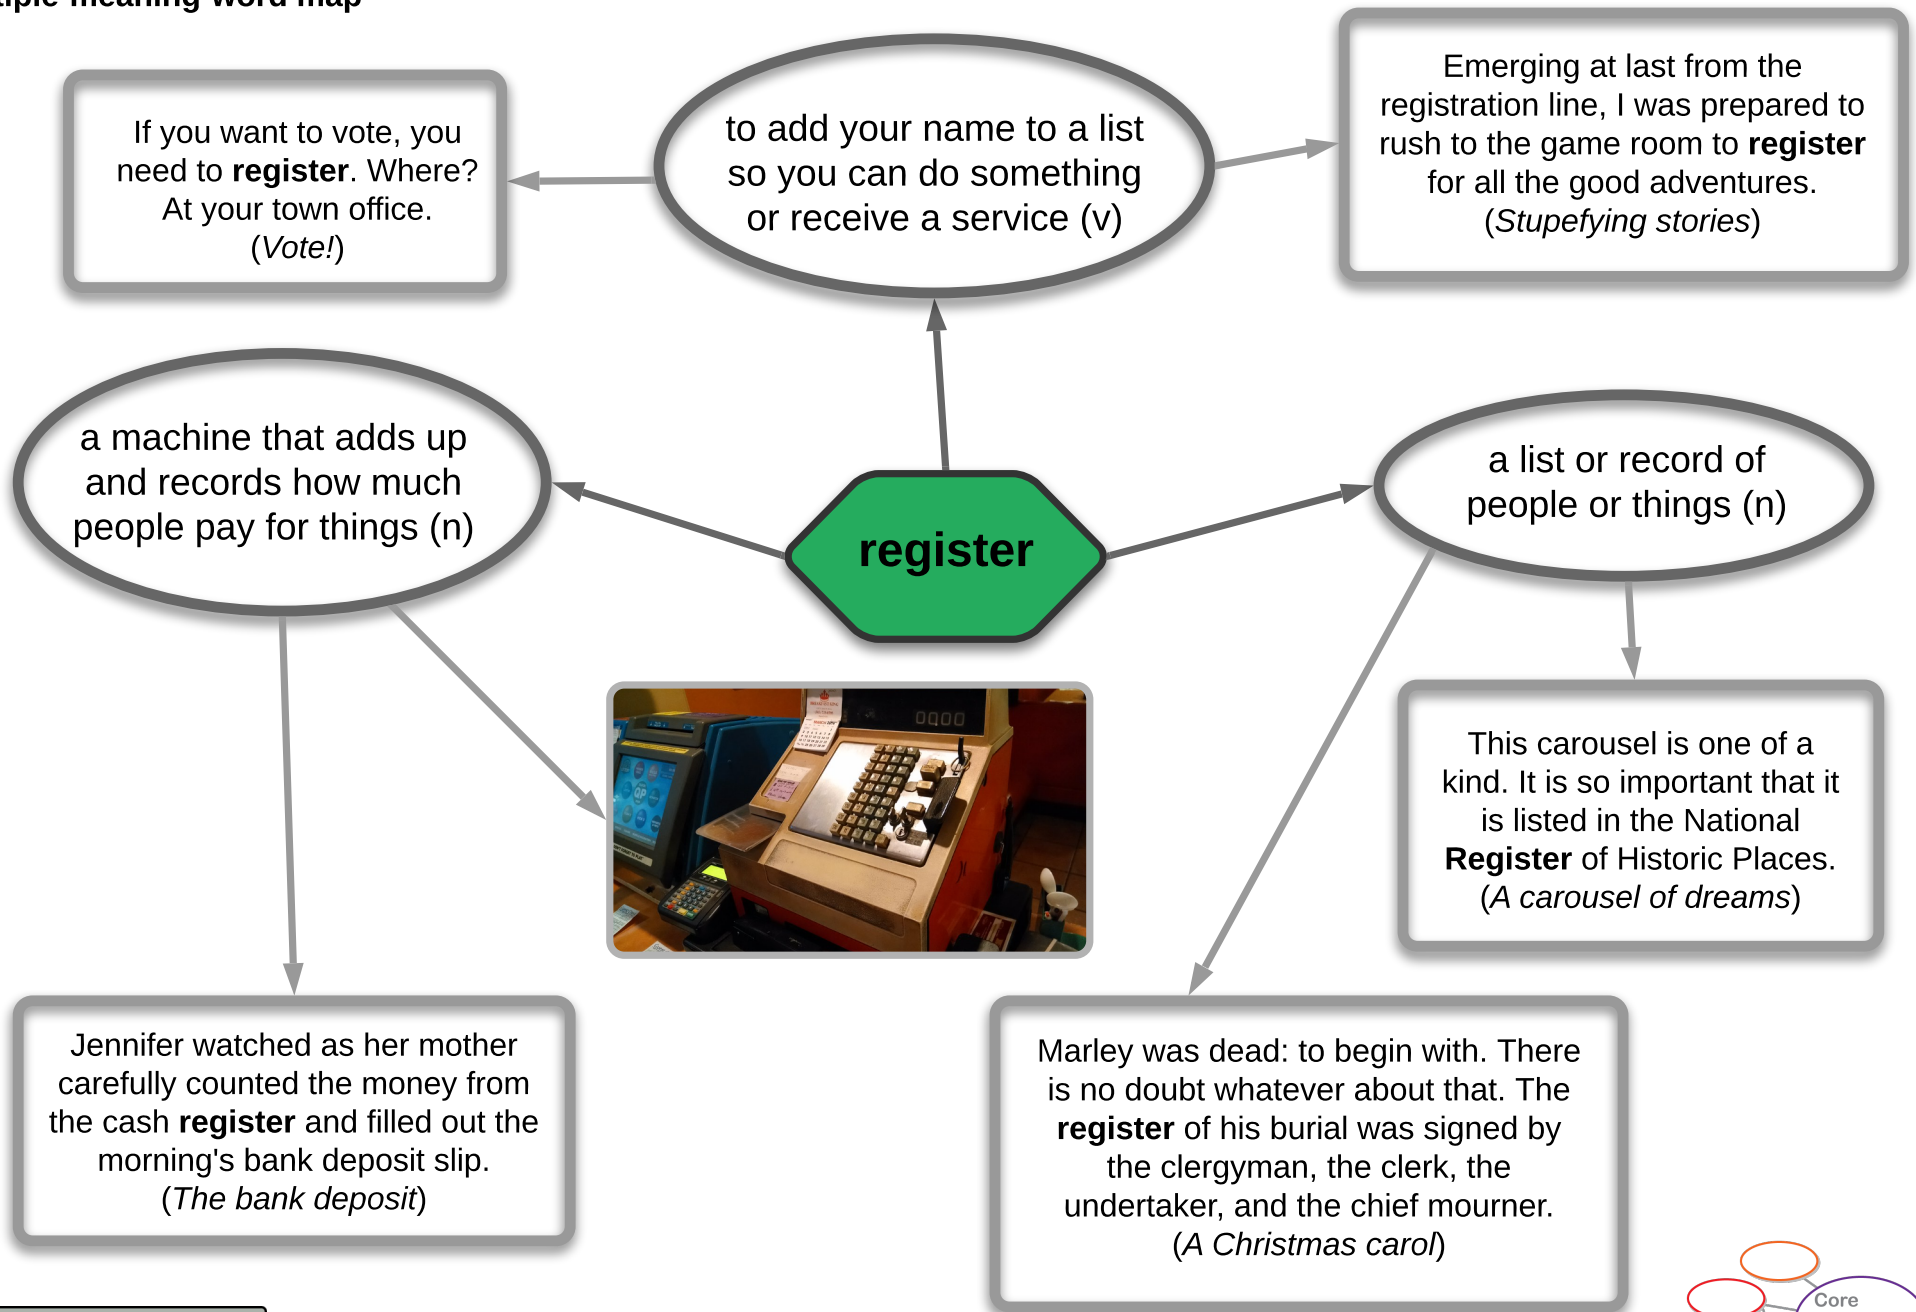 tiple-meaning word map
If you want to vote, you
need to register. Where?
At your town office.
(Vote!)
to add your name to a list
so you can do something
or receive a service (v)
Emerging at last from the
registration line, I was prepared to
rush to the game room to register
for all the good adventures.
(Stupefying stories)
a machine that adds up
and records how much
people pay for things (n)
register
a list or record of
people or things (n)
0000
QP
This carousel is one of a
kind. It is so important that it
is listed in the National
Register of Historic Places.
(A carousel of dreams)
Jennifer watched as her mother
carefully counted the money from
the cash register and filled out the
morning's bank deposit slip.
(The bank deposit)
Marley was dead: to begin with. There
is no doubt whatever about that. The
register of his burial was signed by
the clergyman, the clerk, the
undertaker, and the chief mourner.
(A Christmas carol)
Core